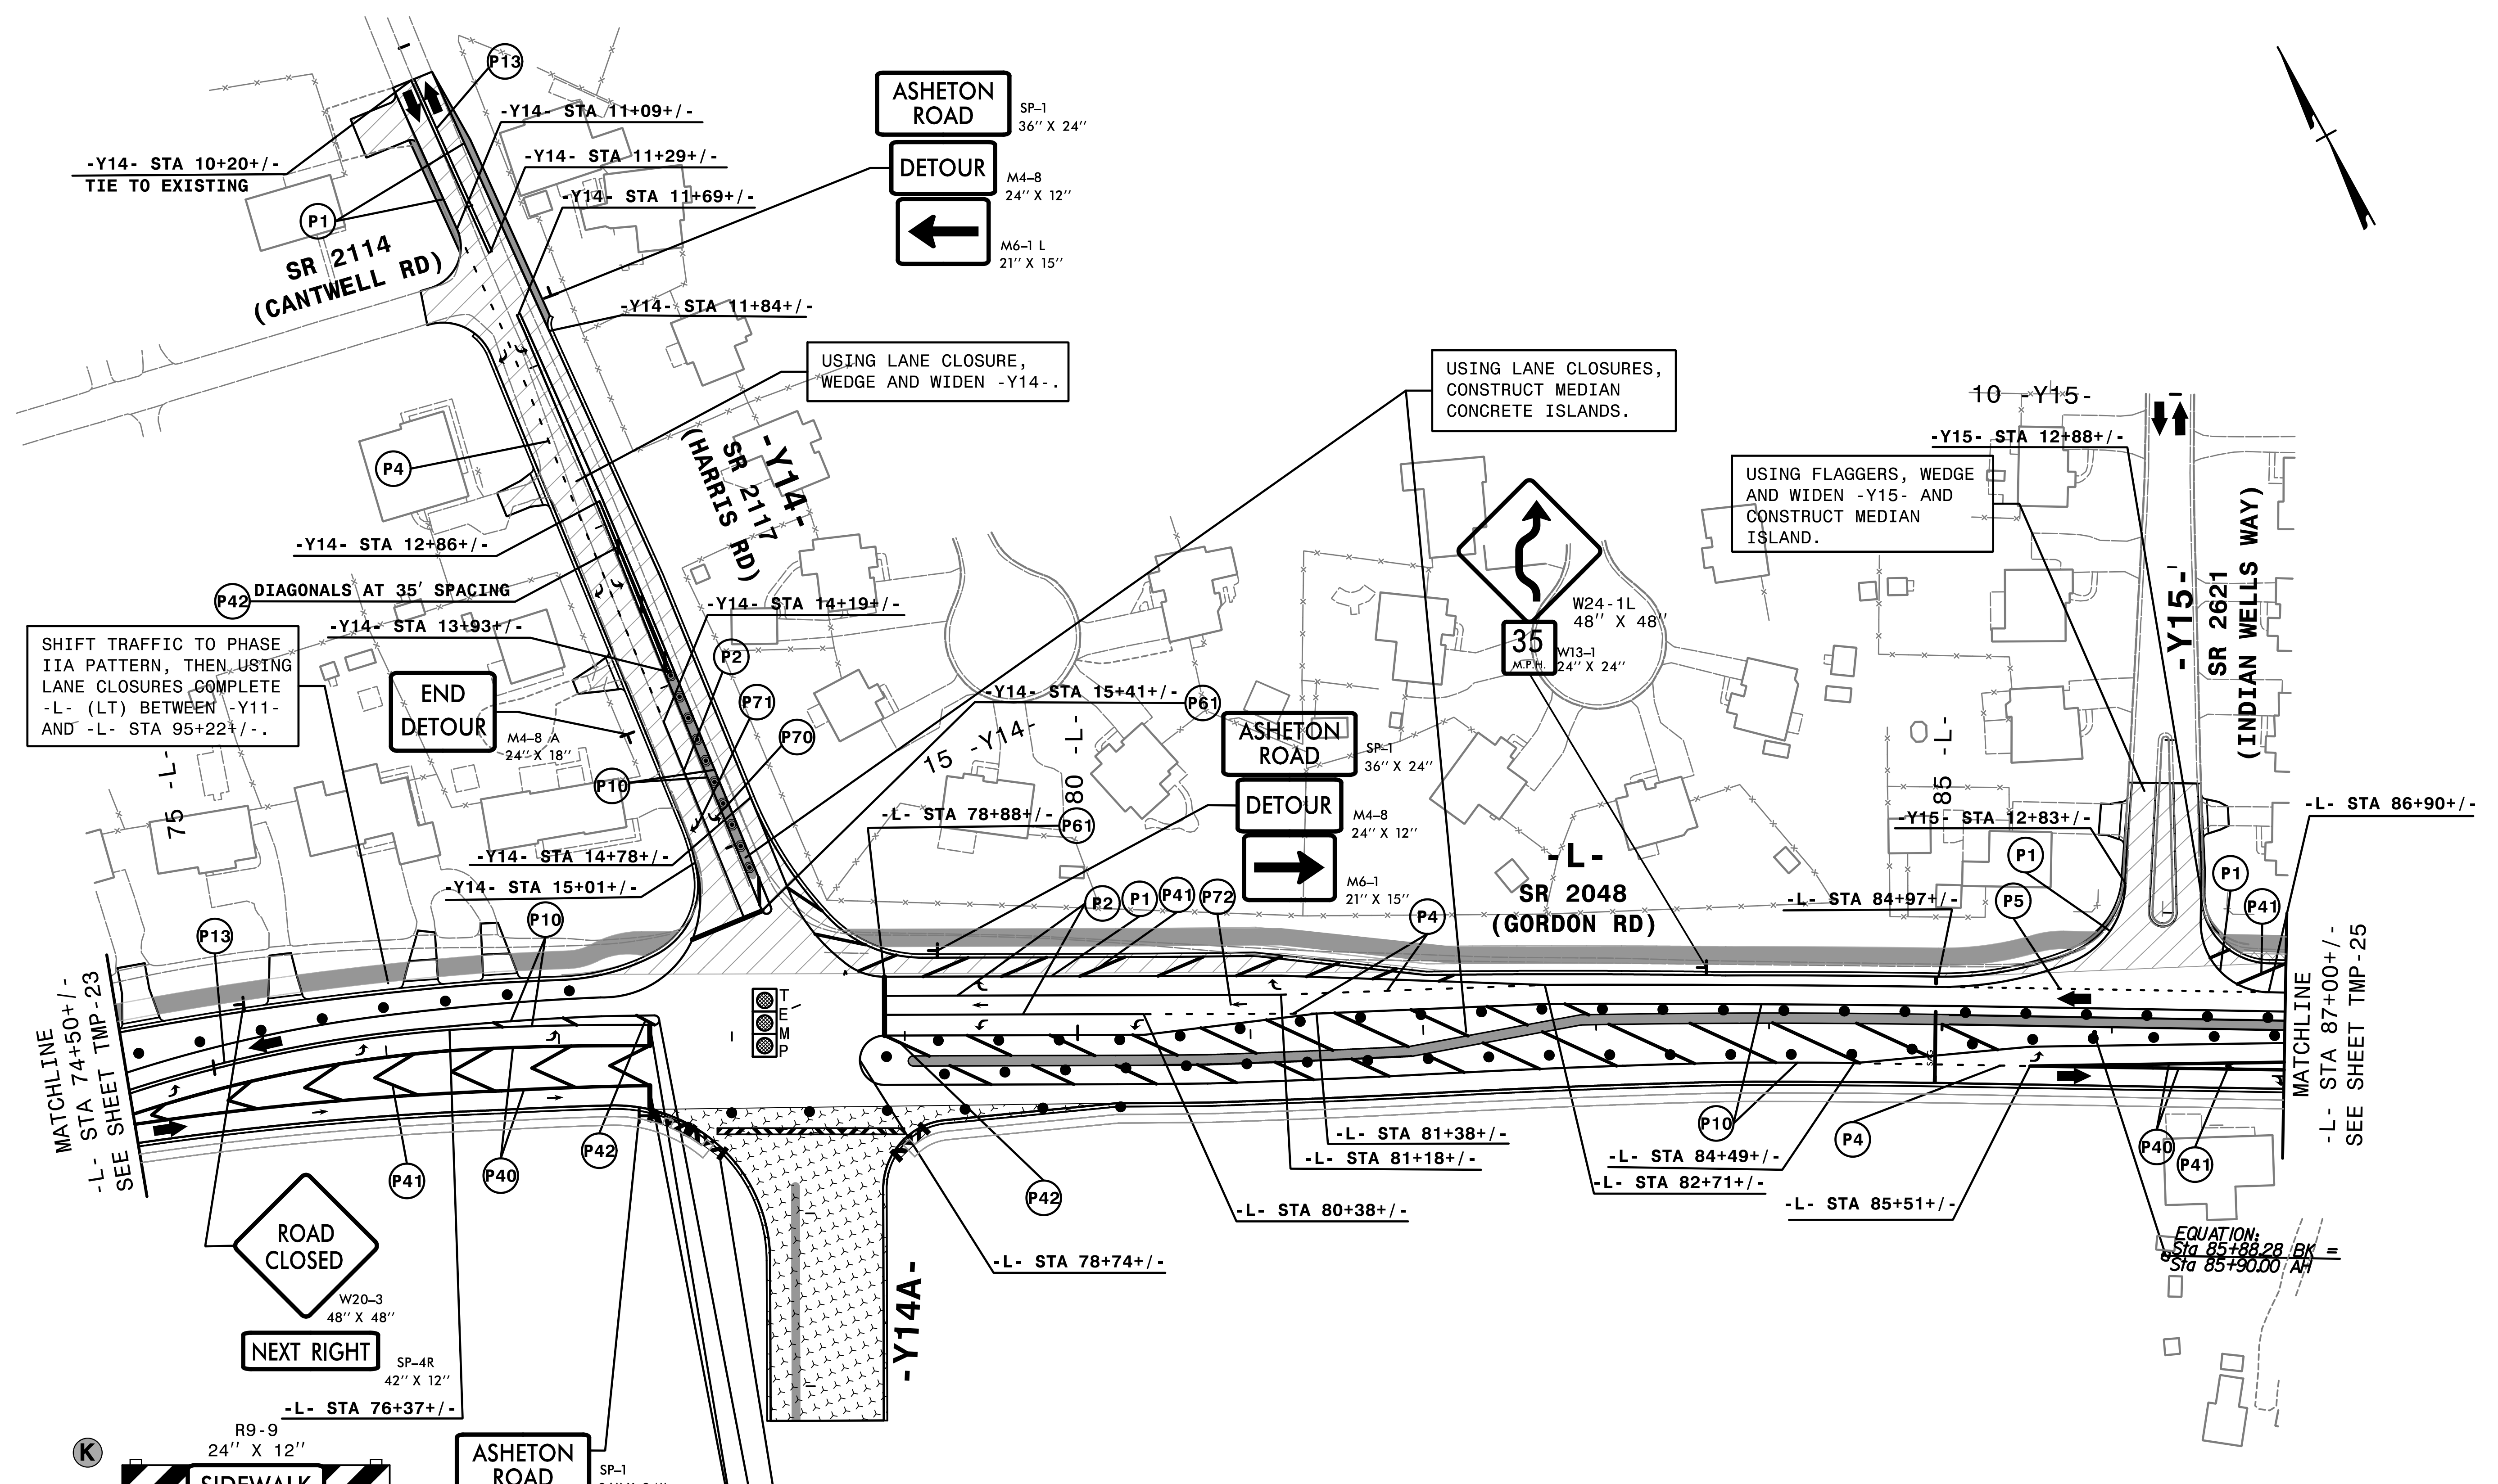 P13
-Y14- STA 11+09+/-
-Y14- STA 10+20+/-
TIE TO EXISTING
-Y14- STA 11+29+/-
-Y14- STA 11+69+/-
P1
SR 2114
(CANTWELL RD)
-Y14- STA 11+84+/-
ASHETON
ROAD
SP-1
36" X 24"
DETOUR
M4-8
24" X 12"
M6-1 L
21" X 15"
USING LANE CLOSURE,
WEDGE AND WIDEN -Y14-.
USING LANE CLOSURES,
CONSTRUCT MEDIAN
CONCRETE ISLANDS.
10 -Y15-
-Y15- STA 12+88+/-
USING FLAGGERS, WEDGE
AND WIDEN -Y15- AND
CONSTRUCT MEDIAN
ISLAND.
P4
-Y14-
SR 2117
(HARRIS RD)
-Y14- STA 12+86+/-
P42
DIAGONALS AT 35' SPACING
-Y14- STA 13+93+/-
-Y14- STA 14+19+/-
W24-1L
48" X 48"
35
M.P.H.
W13-1
24" X 24"
-Y15-
SR 2621
(INDIAN WELLS WAY)
SHIFT TRAFFIC TO PHASE
IIA PATTERN, THEN USING
LANE CLOSURES COMPLETE
-L- (LT) BETWEEN -Y11-
AND -L- STA 95+22+/-.
END
DETOUR
M4-8 A
24" X 18"
P2
P71
P70
P10
-Y14- STA 15+41+/-
P61
15 -Y14-
80 -L-
75 -L-
85 -L-
ASHETON
ROAD
SP-1
36" X 24"
DETOUR
M4-8
24" X 12"
M6-1
21" X 15"
-L- STA 78+88+/-
P61
-L- STA 86+90+/-
-Y15- STA 12+83+/-
-Y14- STA 14+78+/-
-Y14- STA 15+01+/-
-L-
SR 2048
(GORDON RD)
P1
P1
P41
P5
-L- STA 84+97+/-
P2
P1
P41
P72
P4
P13
P10
MATCHLINE
-L- STA 74+50+/-
SEE SHEET TMP-23
TEMP
MATCHLINE
-L- STA 87+00+/-
SEE SHEET TMP-25
P41
P40
P42
P42
-L- STA 81+38+/-
-L- STA 81+18+/-
-L- STA 80+38+/-
-L- STA 78+74+/-
P10
P4
-L- STA 84+49+/-
-L- STA 82+71+/-
-L- STA 85+51+/-
P40
P41
EQUATION:
Sta 85+88.28 BK =
Sta 85+90.00 AH
ROAD
CLOSED
W20-3
48" X 48"
NEXT RIGHT
SP-4R
42" X 12"
-L- STA 76+37+/-
-Y14A-
K
R9-9
24" X 12"
SIDEWALK
ASHETON
ROAD
SP-1